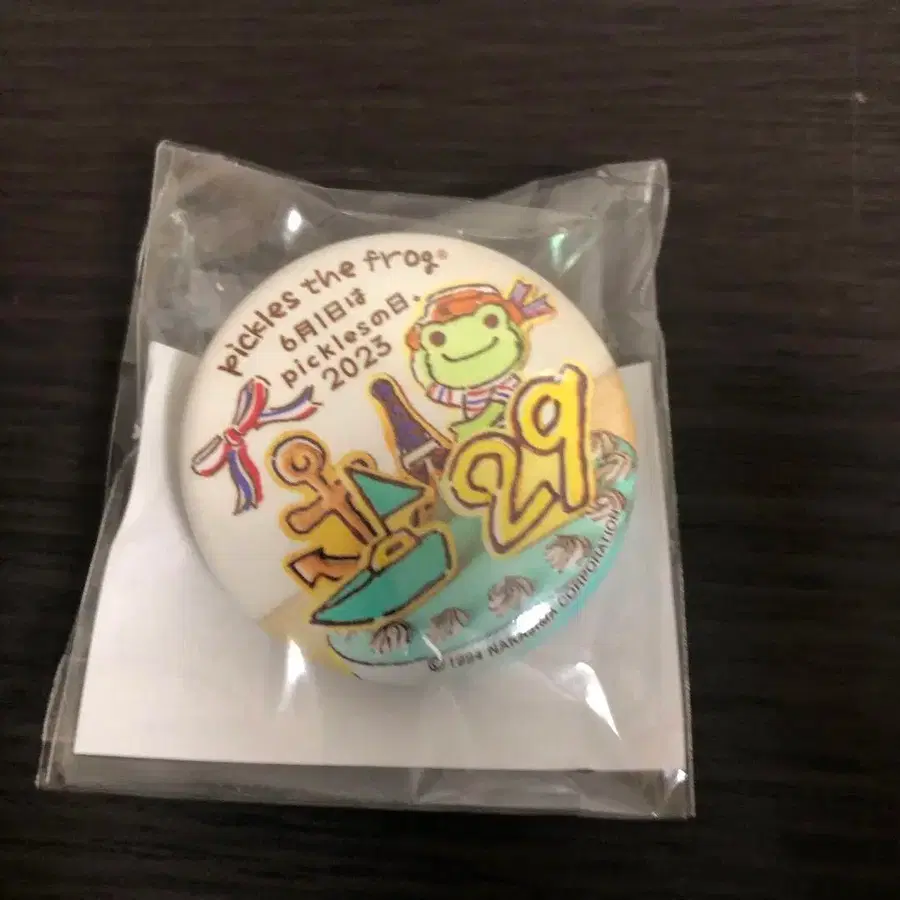 pickles the frog®
6月1日は
picklesの日。
2023
29
© 1994 NAKAJIMA CORPORATION